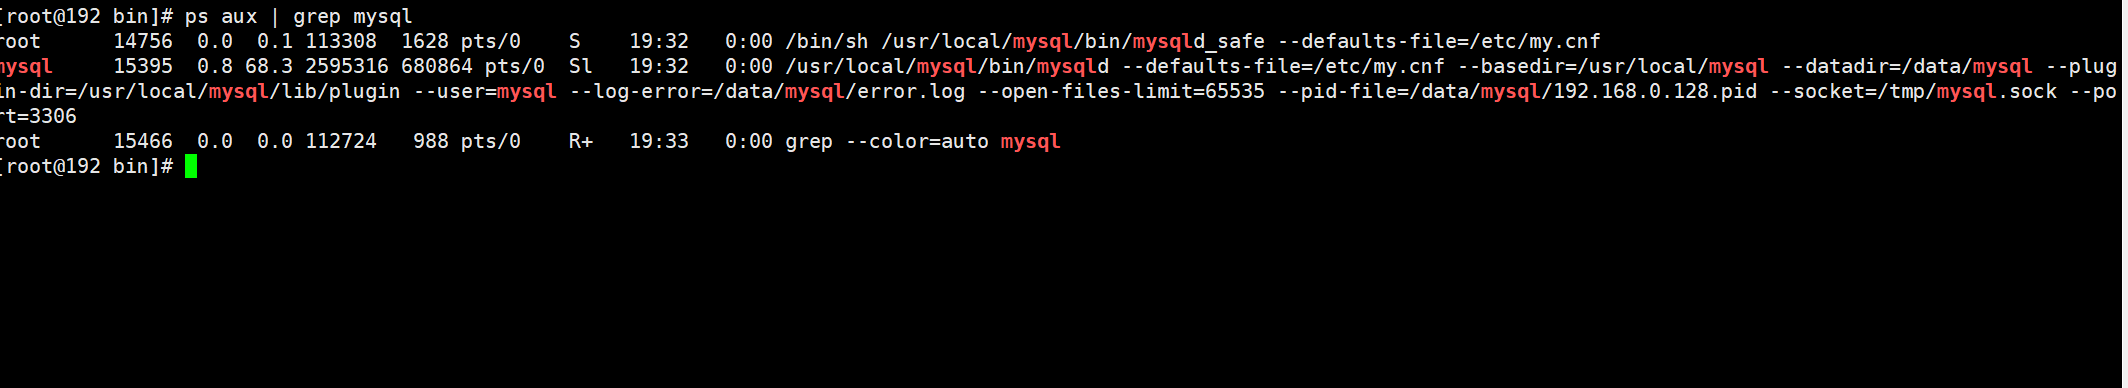 [root@192 bin]# ps aux | grep mysql
root      14756  0.0  0.1 113308  1628 pts/0    S    19:32   0:00 /bin/sh /usr/local/mysql/bin/mysqld_safe --defaults-file=/etc/my.cnf
mysql     15395  0.8 68.3 2595316 680864 pts/0  Sl   19:32   0:00 /usr/local/mysql/bin/mysqld --defaults-file=/etc/my.cnf --basedir=/usr/local/mysql --datadir=/data/mysql --plug
in-dir=/usr/local/mysql/lib/plugin --user=mysql --log-error=/data/mysql/error.log --open-files-limit=65535 --pid-file=/data/mysql/192.168.0.128.pid --socket=/tmp/mysql.sock --po
rt=3306
root      15466  0.0  0.0 112724   988 pts/0    R+   19:33   0:00 grep --color=auto mysql
[root@192 bin]#